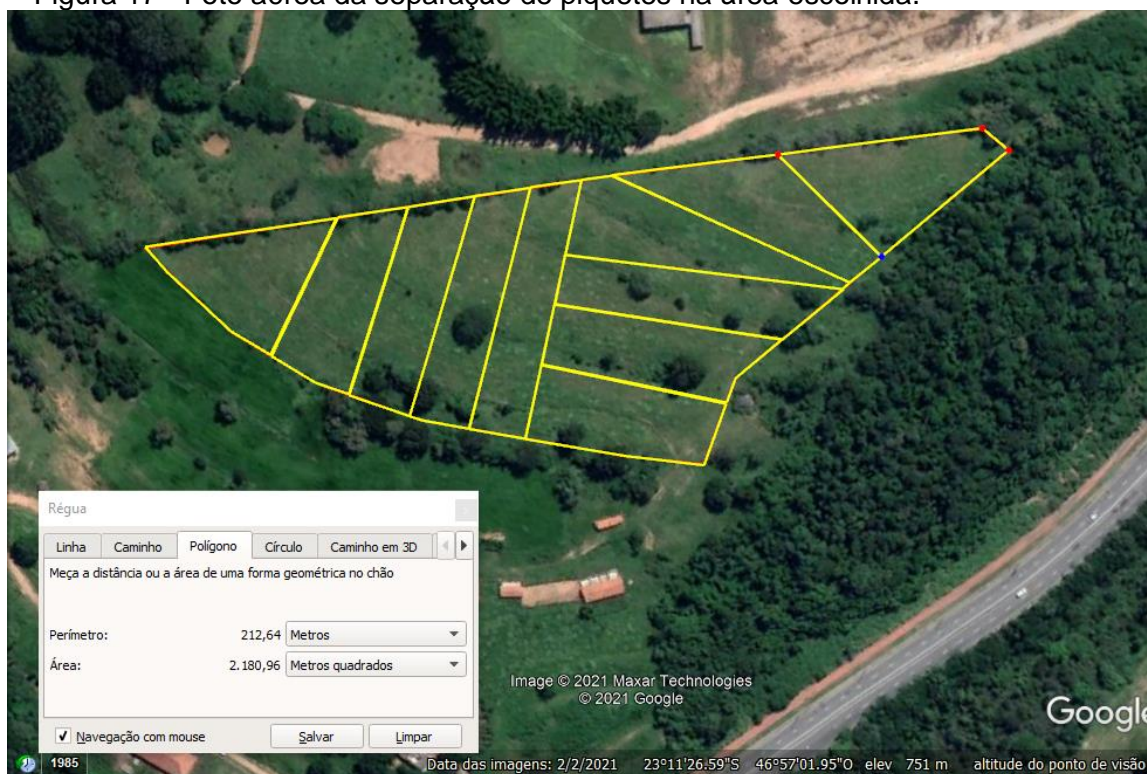 Figura 17 - Foto aérea da separação de piquetes na área escolhida.
Régua
Linha Caminho Polígono Círculo Caminho em 3D
Meça a distância ou a área de uma forma geométrica no chão
Perímetro: 212,64 Metros
Área: 2.180,96 Metros quadrados
Navegação com mouse Salvar Limpar
Image © 2021 Maxar Technologies
© 2021 Google
Google
1985 Data das imagens: 2/2/2021 23°11'26.59"S 46°57'01.95"O elev 751 m altitude do ponto de visão